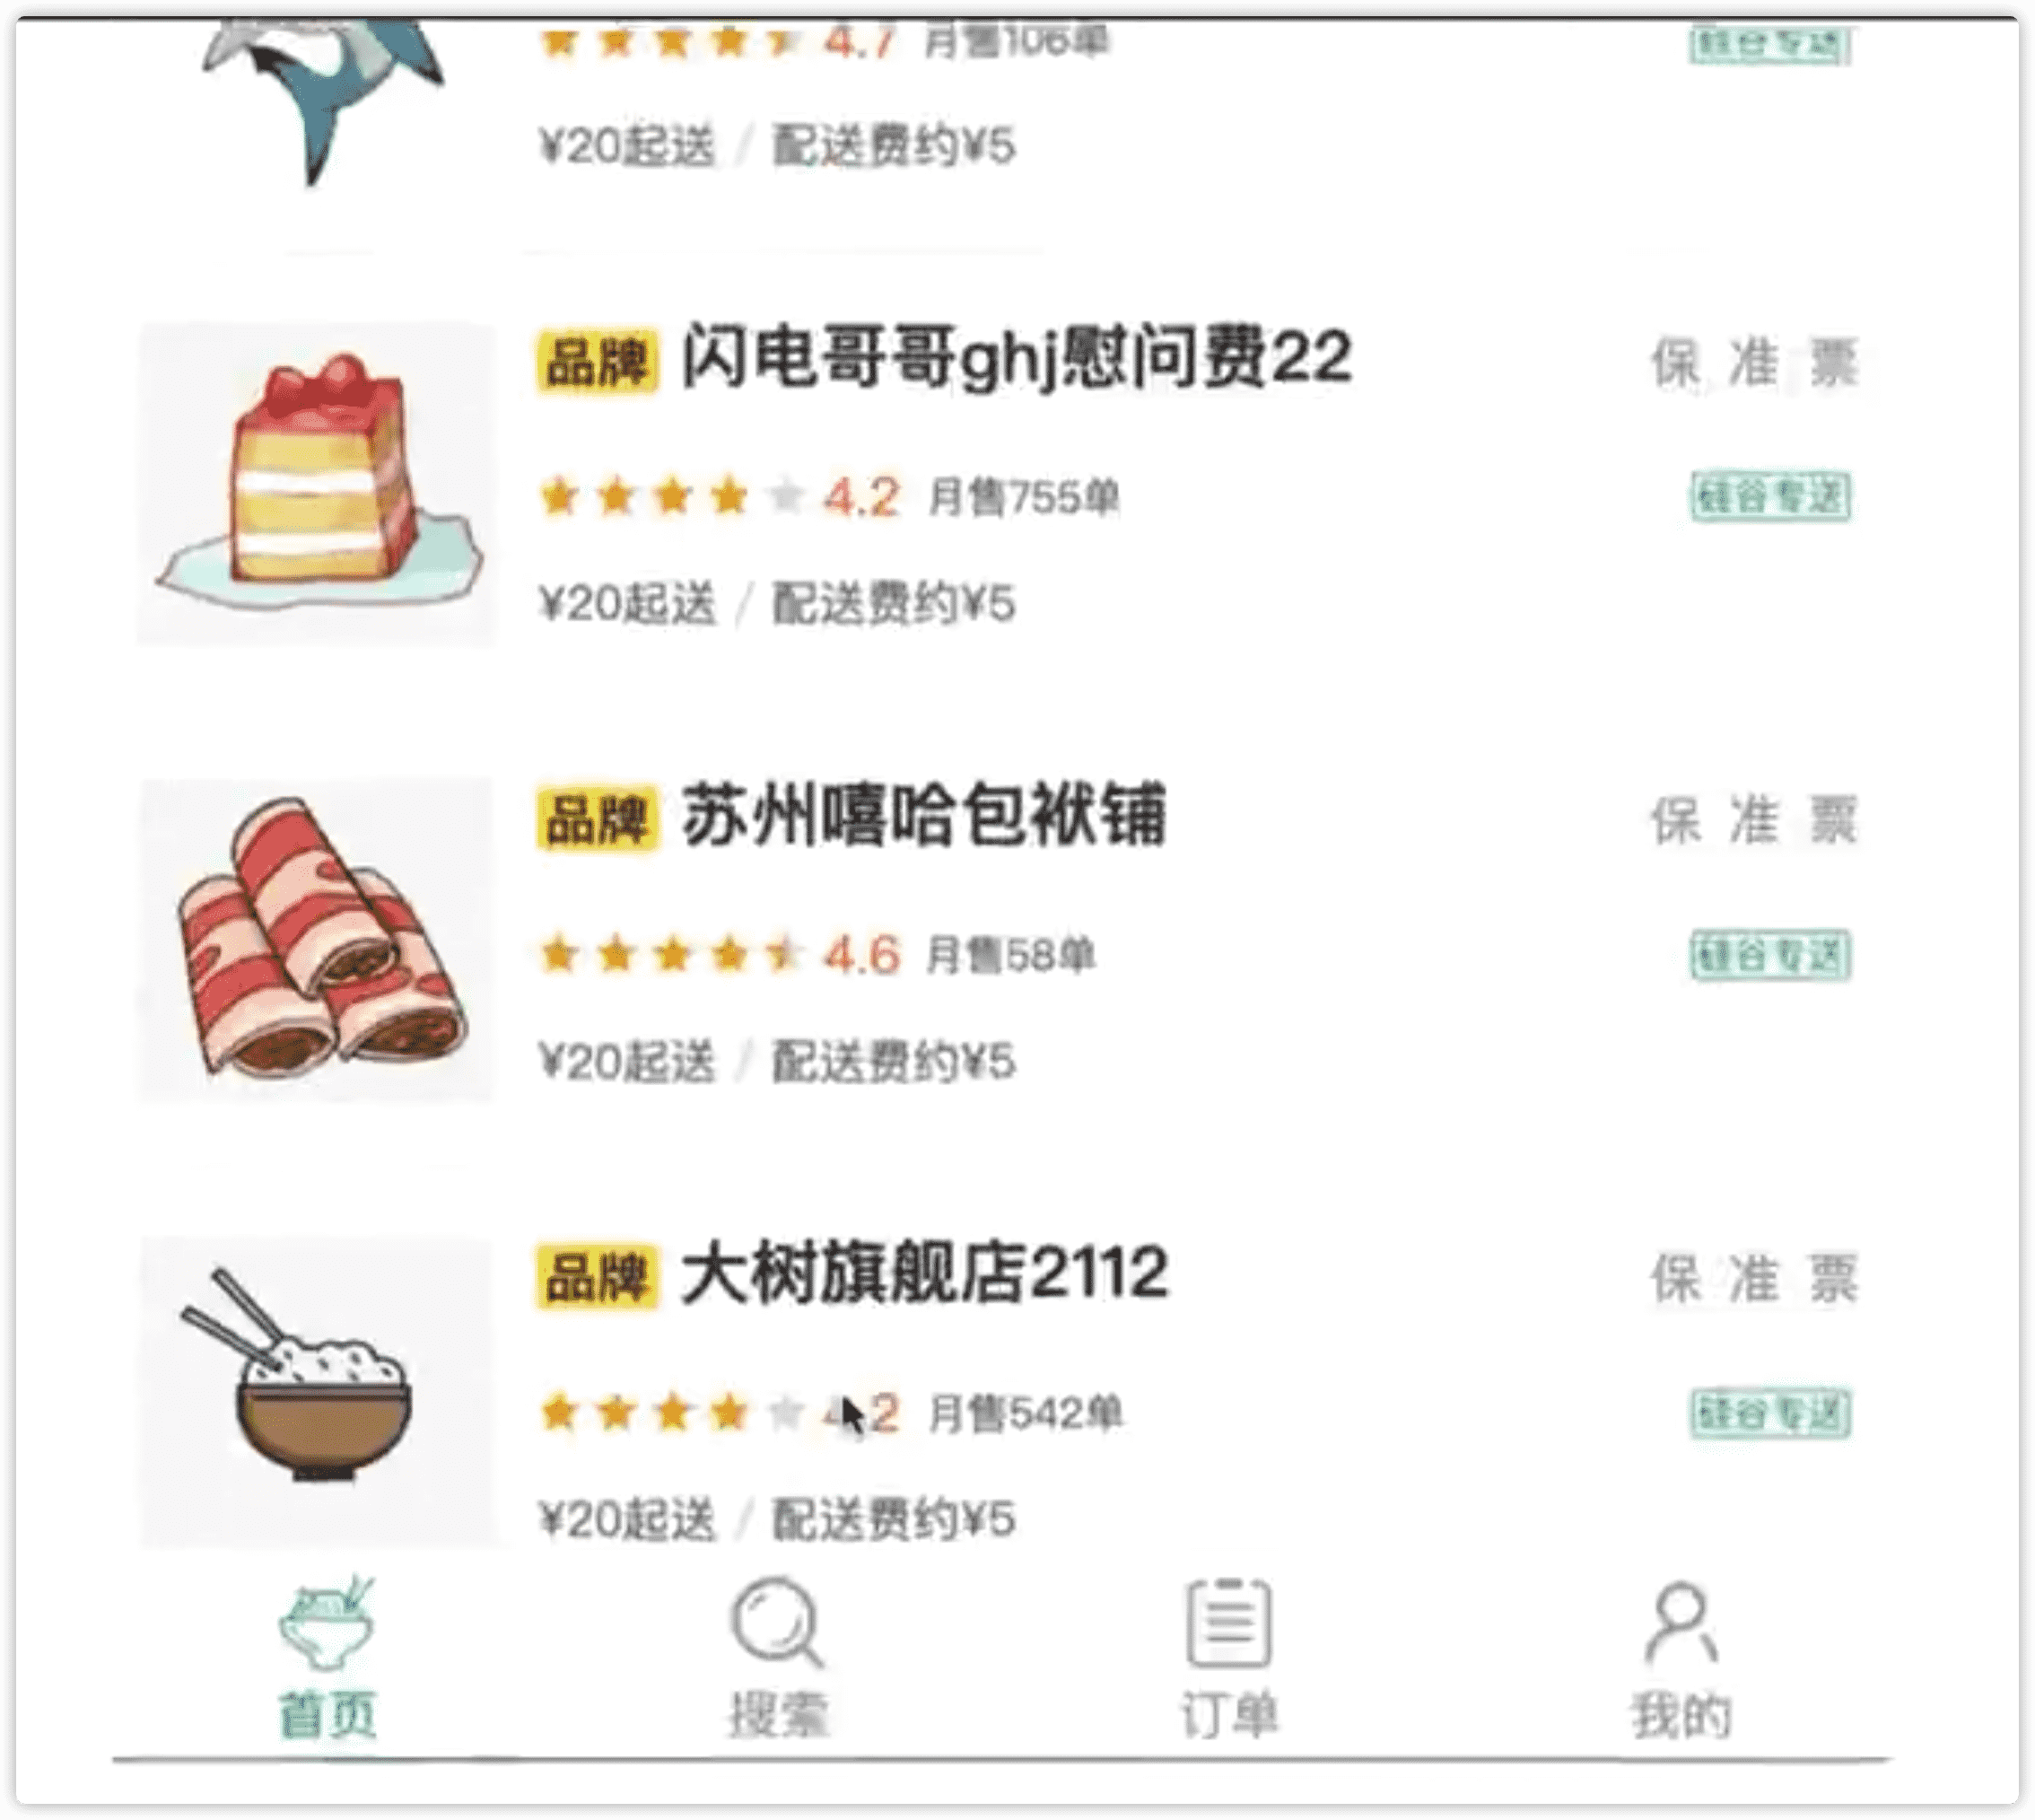 4.7 月售106单 硅谷专送
¥20起送 / 配送费约¥5
品牌 闪电哥哥ghj慰问费22 保 准 票
4.2 月售755单 硅谷专送
¥20起送 / 配送费约¥5
品牌 苏州嘻哈包袱铺 保 准 票
4.6 月售58单 硅谷专送
¥20起送 / 配送费约¥5
品牌 大树旗舰店2112 保 准 票
4.2 月售542单 硅谷专送
¥20起送 / 配送费约¥5
首页 搜索 订单 我的